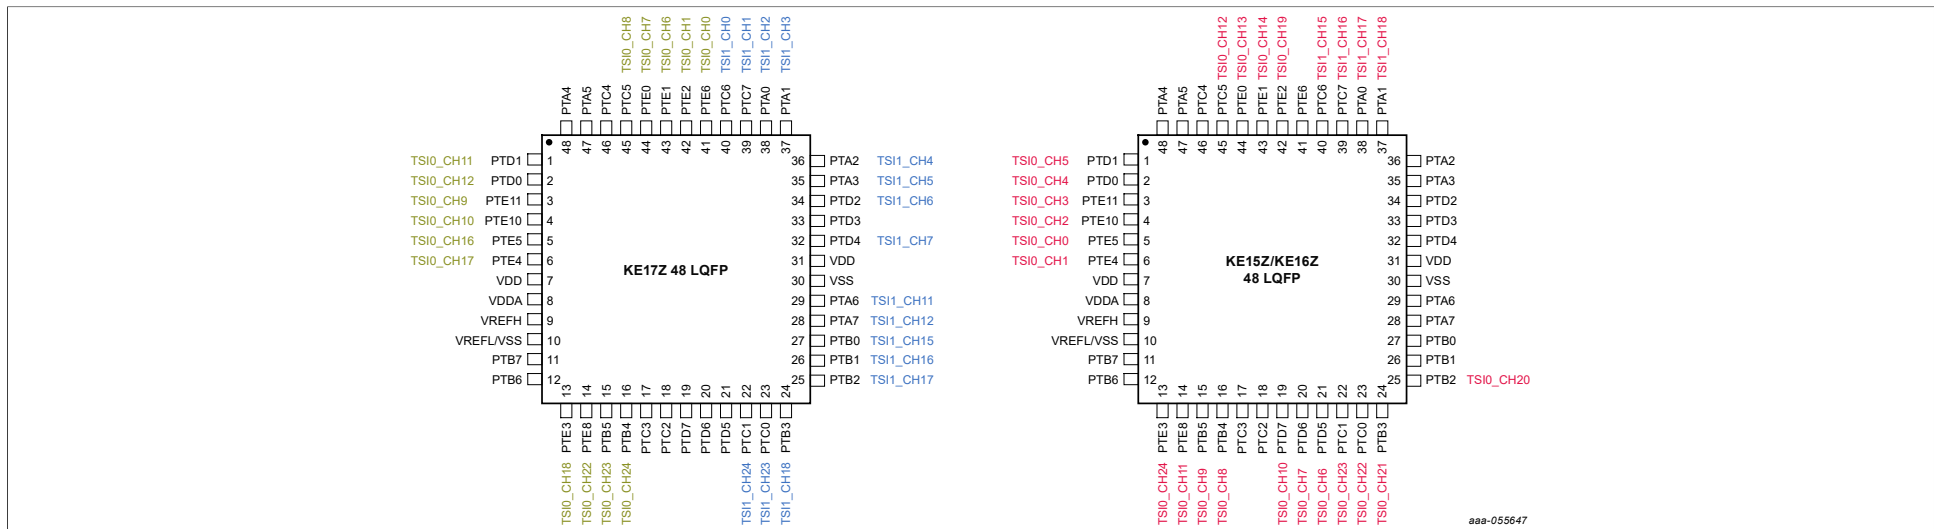 TSI0_CH8 TSI0_CH7 TSI0_CH6 TSI0_CH1 TSI0_CH0 TSI1_CH0 TSI1_CH1 TSI1_CH2 TSI1_CH3
PTA4 PTA5 PTC4 PTC5 PTE0 PTE1 PTE2 PTE6 PTC6 PTC7 PTA0 PTA1
48 47 46 45 44 43 42 41 40 39 38 37
TSI0_CH11 PTD1 1
TSI0_CH12 PTD0 2
TSI0_CH9 PTE11 3
TSI0_CH10 PTE10 4
TSI0_CH16 PTE5 5
TSI0_CH17 PTE4 6
VDD 7
VDDA 8
VREFH 9
VREFL/VSS 10
PTB7 11
PTB6 12
KE17Z 48 LQFP
36 PTA2 TSI1_CH4
35 PTA3 TSI1_CH5
34 PTD2 TSI1_CH6
33 PTD3
32 PTD4 TSI1_CH7
31 VDD
30 VSS
29 PTA6 TSI1_CH11
28 PTA7 TSI1_CH12
27 PTB0 TSI1_CH15
26 PTB1 TSI1_CH16
25 PTB2 TSI1_CH17
13 14 15 16 17 18 19 20 21 22 23 24
PTE3 PTE8 PTB5 PTB4 PTC3 PTC2 PTD7 PTD6 PTD5 PTC1 PTC0 PTB3
TSI0_CH18 TSI0_CH22 TSI0_CH23 TSI0_CH24 TSI1_CH24 TSI1_CH23 TSI1_CH18
TSI0_CH12 TSI0_CH13 TSI0_CH14 TSI0_CH19 TSI1_CH15 TSI1_CH16 TSI1_CH17 TSI1_CH18
PTA4 PTA5 PTC4 PTC5 PTE0 PTE1 PTE2 PTE6 PTC6 PTC7 PTA0 PTA1
48 47 46 45 44 43 42 41 40 39 38 37
TSI0_CH5 PTD1 1
TSI0_CH4 PTD0 2
TSI0_CH3 PTE11 3
TSI0_CH2 PTE10 4
TSI0_CH0 PTE5 5
TSI0_CH1 PTE4 6
VDD 7
VDDA 8
VREFH 9
VREFL/VSS 10
PTB7 11
PTB6 12
KE15Z/KE16Z
48 LQFP
36 PTA2
35 PTA3
34 PTD2
33 PTD3
32 PTD4
31 VDD
30 VSS
29 PTA6
28 PTA7
27 PTB0
26 PTB1
25 PTB2 TSI0_CH20
13 14 15 16 17 18 19 20 21 22 23 24
PTE3 PTE8 PTB5 PTB4 PTC3 PTC2 PTD7 PTD6 PTD5 PTC1 PTC0 PTB3
TSI0_CH24 TSI0_CH11 TSI0_CH9 TSI0_CH8 TSI0_CH10 TSI0_CH7 TSI0_CH6 TSI0_CH23 TSI0_CH22 TSI0_CH21
aaa-055647